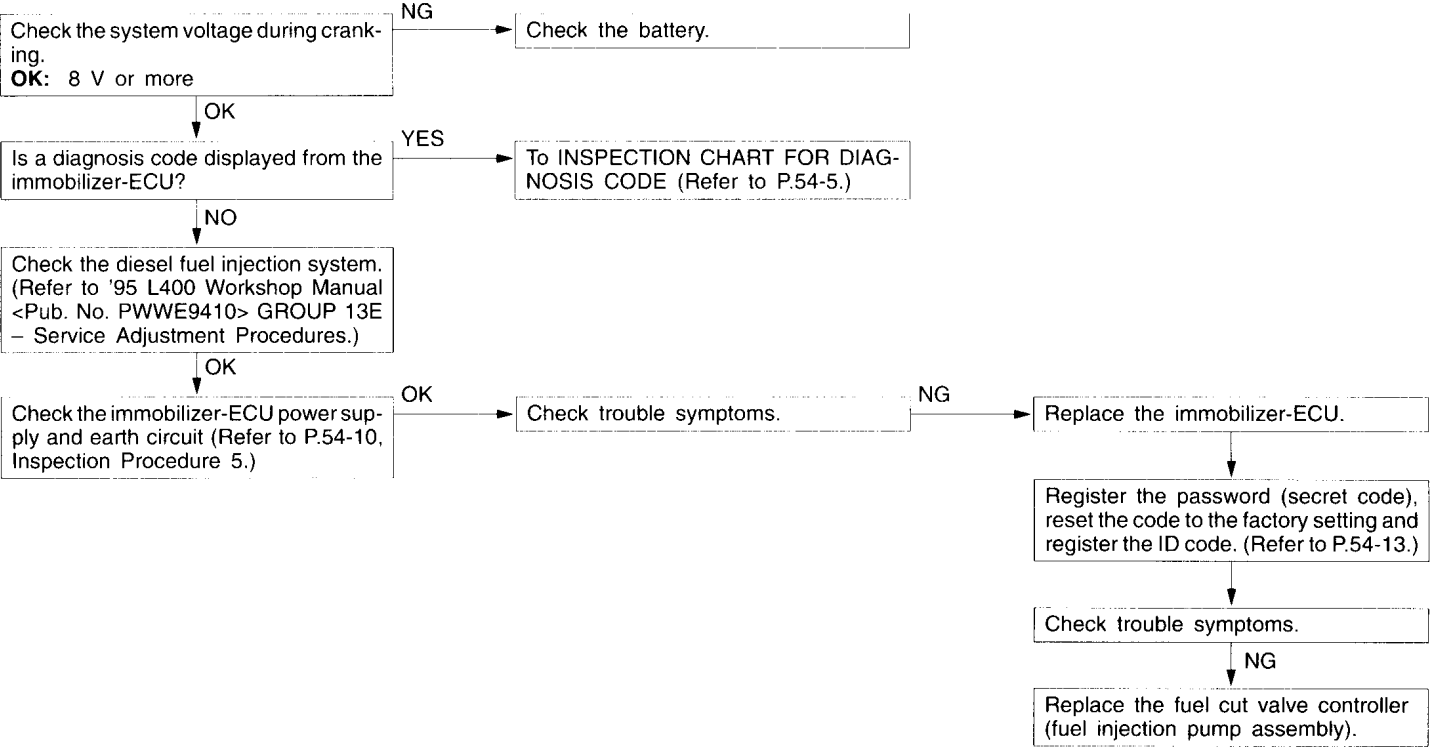 Check the system voltage during crank-
ing.
OK: 8 V or more
NG
Check the battery.
OK
Is a diagnosis code displayed from the
immobilizer-ECU?
YES
To INSPECTION CHART FOR DIAG-
NOSIS CODE (Refer to P.54-5.)
NO
Check the diesel fuel injection system.
(Refer to '95 L400 Workshop Manual
<Pub. No. PWWE9410> GROUP 13E
– Service Adjustment Procedures.)
OK
Check the immobilizer-ECU power sup-
ply and earth circuit (Refer to P.54-10,
Inspection Procedure 5.)
OK
Check trouble symptoms.
NG
Replace the immobilizer-ECU.
Register the password (secret code),
reset the code to the factory setting and
register the ID code. (Refer to P.54-13.)
Check trouble symptoms.
NG
Replace the fuel cut valve controller
(fuel injection pump assembly).